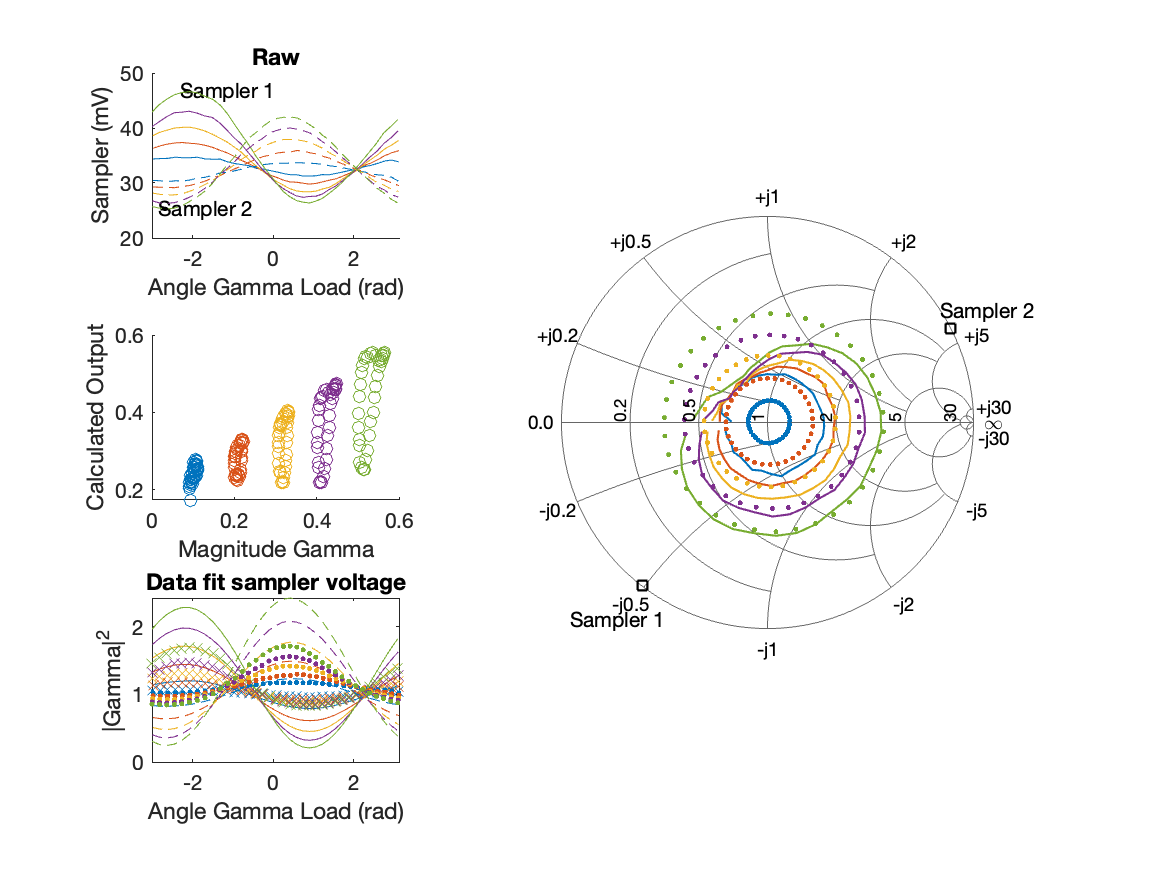 Raw
50
40
30
20
Sampler (mV)
Sampler 1
Sampler 2
-2
0
2
Angle Gamma Load (rad)
0.6
0.4
0.2
Calculated Output
0
0.2
0.4
0.6
Magnitude Gamma
Data fit sampler voltage
2
1
0
|Gamma|²
-2
0
2
Angle Gamma Load (rad)
+j1
+j0.5
+j2
Sampler 2
+j0.2
+j5
0.0
0.2
0.5
1
2
5
30
+j30
∞
-j30
-j0.2
-j5
-j0.5
-j2
Sampler 1
-j1